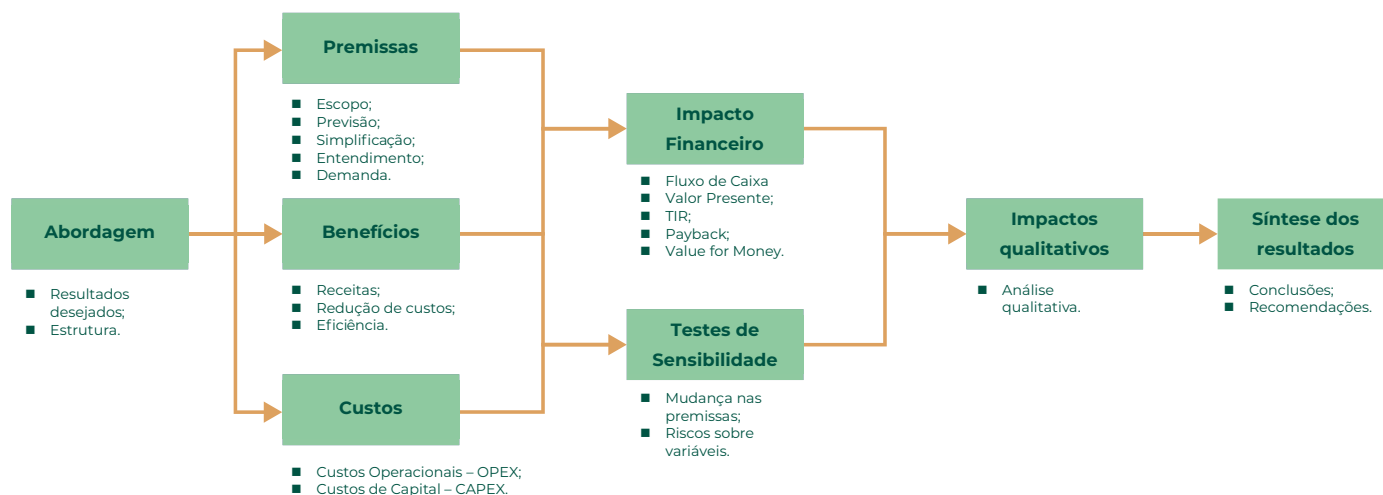 Abordagem
Resultados
desejados;
Estrutura.
Premissas
Escopo;
Previsão;
Simplificação;
Entendimento;
Demanda.
Benefícios
Receitas;
Redução de custos;
Eficiência.
Custos
Custos Operacionais – OPEX;
Custos de Capital – CAPEX.
Impacto
Financeiro
Fluxo de Caixa
Valor Presente;
TIR;
Payback;
Value for Money.
Testes de
Sensibilidade
Mudança nas
premissas;
Riscos sobre
variáveis.
Impactos
qualitativos
Análise
qualitativa.
Síntese dos
resultados
Conclusões;
Recomendações.